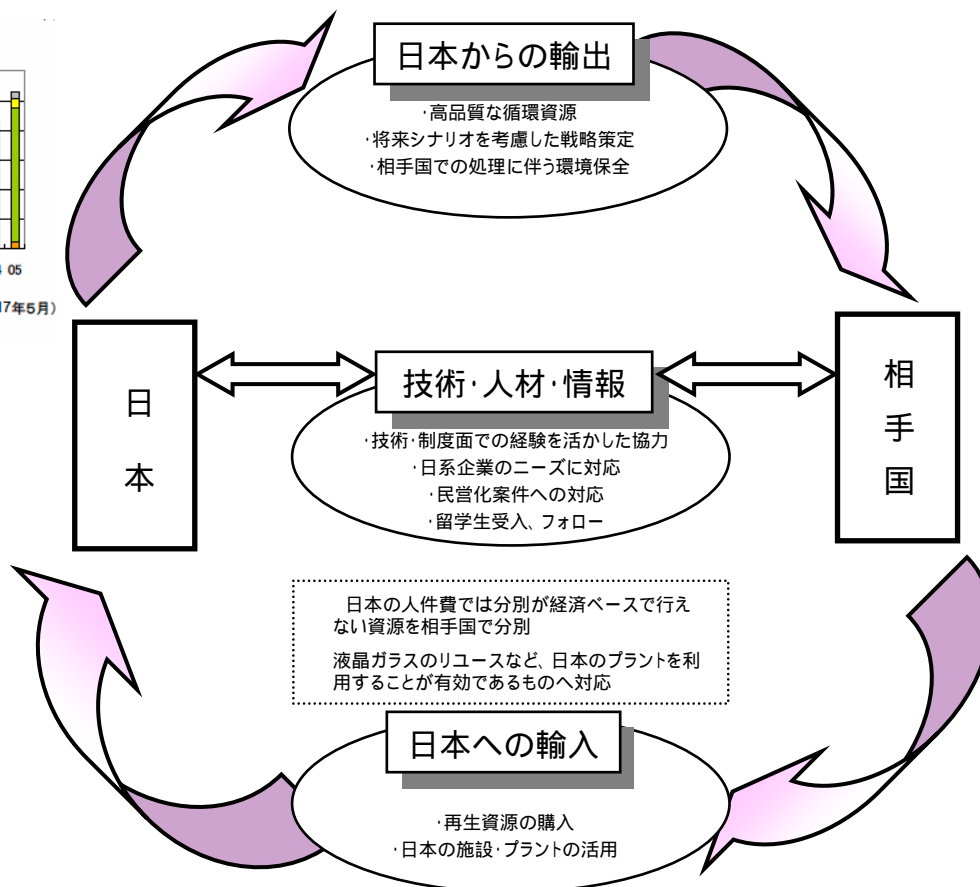 日本からの輸出
･高品質な循環資源
･将来シナリオを考慮した戦略策定
･相手国での処理に伴う環境保全
05
17年5月）
日本
技術･人材･情報
･技術･制度面での経験を活かした協力
･日系企業のニーズに対応
･民営化案件への対応
･留学生受入、フォロー
相手国
日本の人件費では分別が経済ベースで行え
ない資源を相手国で分別
液晶ガラスのリユースなど、日本のプラントを利
用することが有効であるものへ対応
日本への輸入
･再生資源の購入
･日本の施設･プラントの活用